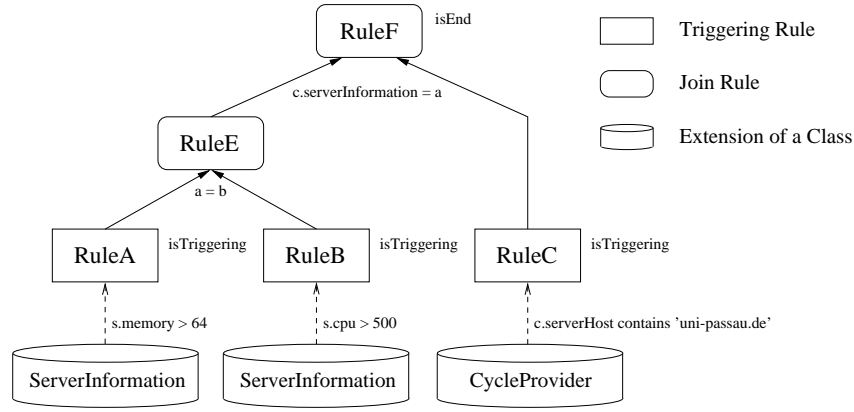 RuleF
isEnd
Triggering Rule
c.serverInformation = a
Join Rule
RuleE
Extension of a Class
a = b
RuleA
isTriggering
RuleB
isTriggering
RuleC
isTriggering
s.memory > 64
s.cpu > 500
c.serverHost contains 'uni-passau.de'
ServerInformation
ServerInformation
CycleProvider